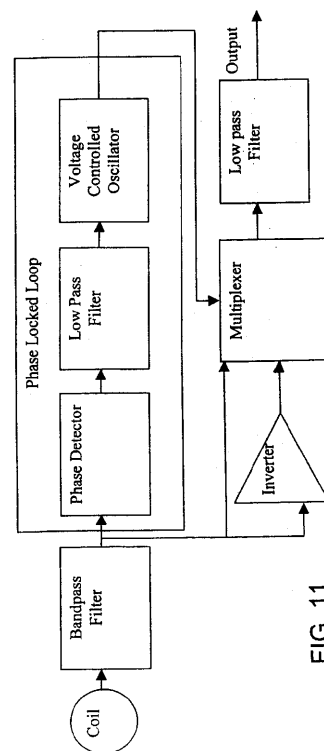 Phase Locked Loop
Coil
Bandpass
Filter
Phase Detector
Low Pass
Filter
Voltage
Controlled
Oscillator
Inverter
Multiplexer
Low pass
Filter
Output
FIG. 11